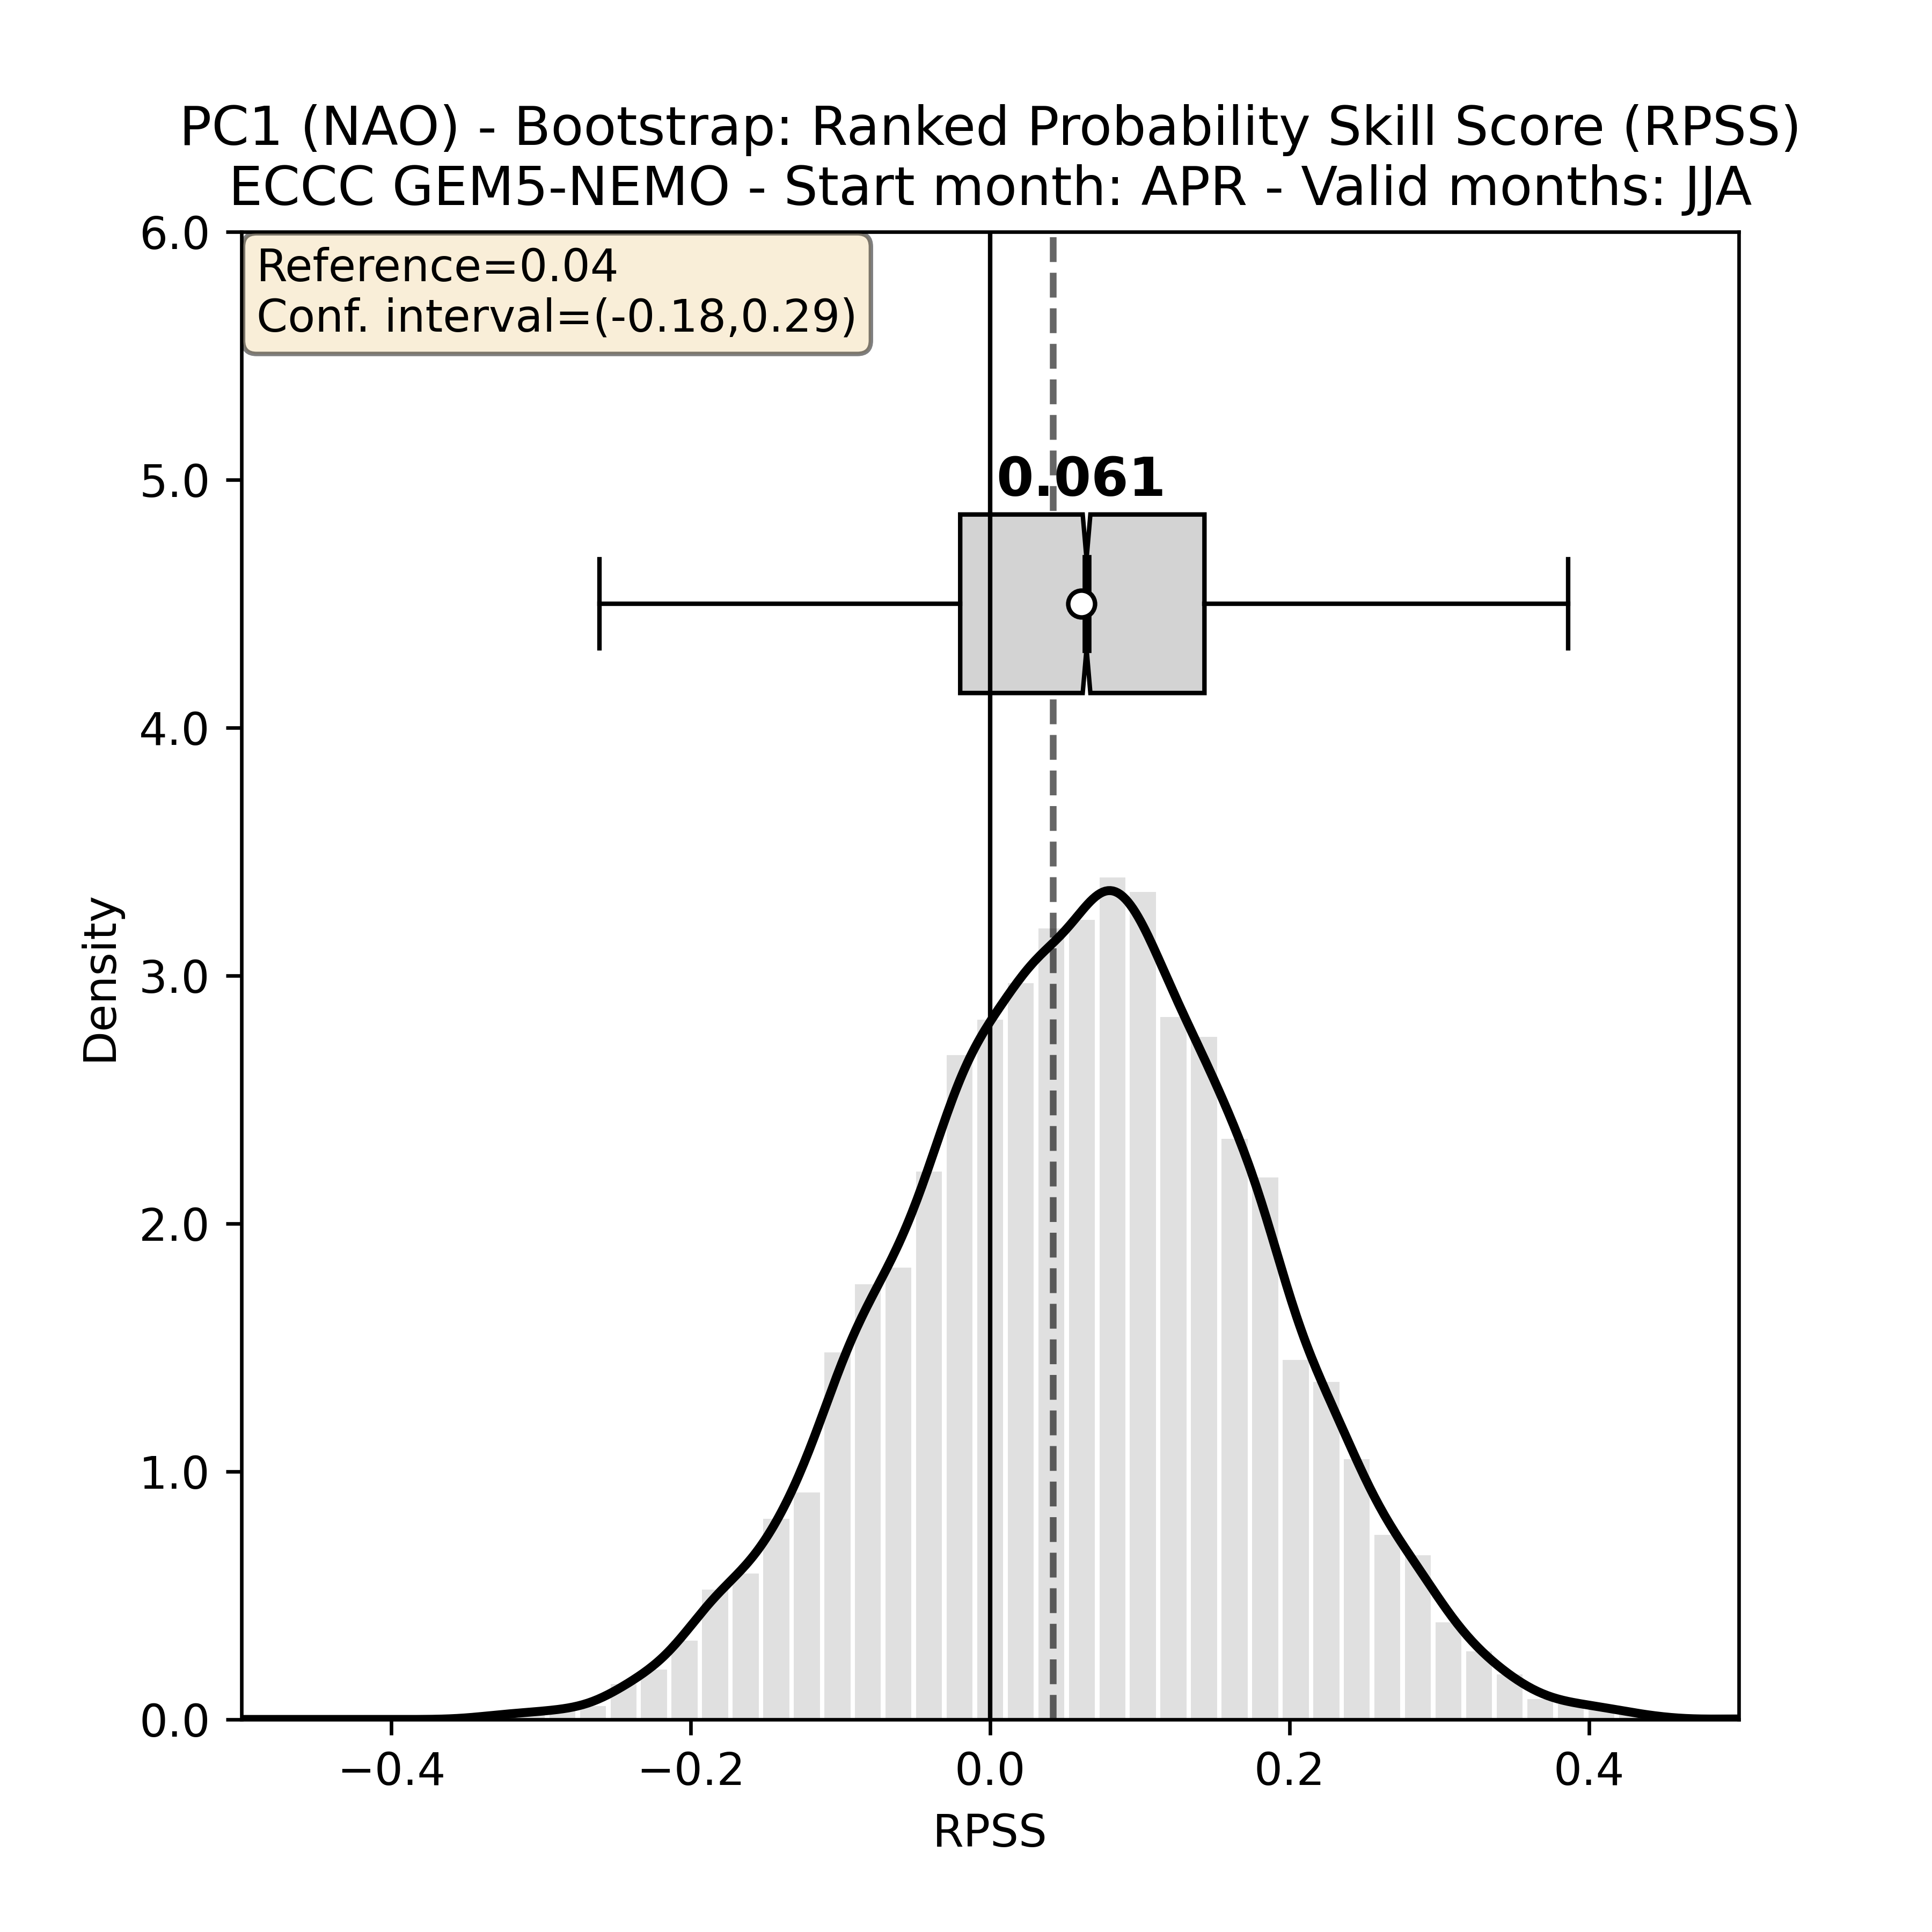 PC1 (NAO) - Bootstrap: Ranked Probability Skill Score (RPSS)
ECCC GEM5-NEMO - Start month: APR - Valid months: JJA
Reference=0.04
Conf. interval=(-0.18,0.29)
0.061
6.0
5.0
4.0
3.0
2.0
1.0
0.0
Density
−0.4
−0.2
0.0
0.2
0.4
RPSS